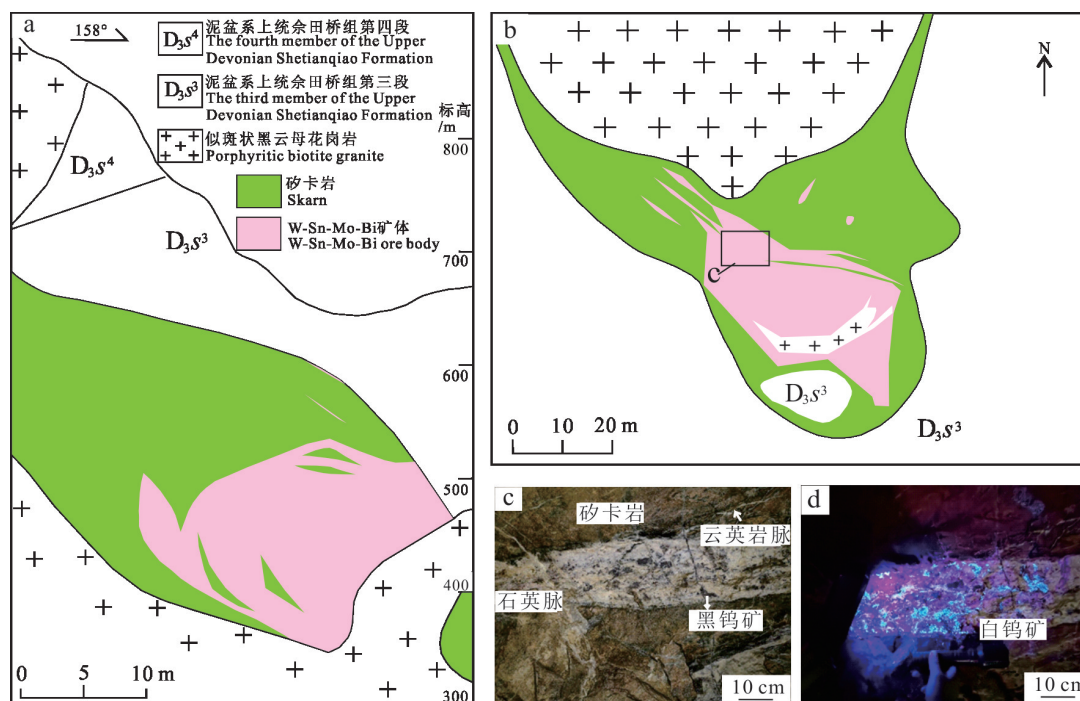 a
158°
D₃s⁴
泥盆系上统佘田桥组第四段
The fourth member of the Upper
Devonian Shetianqiao Formation
D₃s³
泥盆系上统佘田桥组第三段
The third member of the Upper
Devonian Shetianqiao Formation
似斑状黑云母花岗岩
Porphyritic biotite granite
矽卡岩
Skarn
W-Sn-Mo-Bi矿体
W-Sn-Mo-Bi ore body
标高
/m
800
700
600
500
400
300
D₃s⁴
D₃s³
0 5 10 m
b
N
c
D₃s³
D₃s³
0 10 20 m
c
矽卡岩
云英岩脉
石英脉
黑钨矿
10 cm
d
白钨矿
10 cm